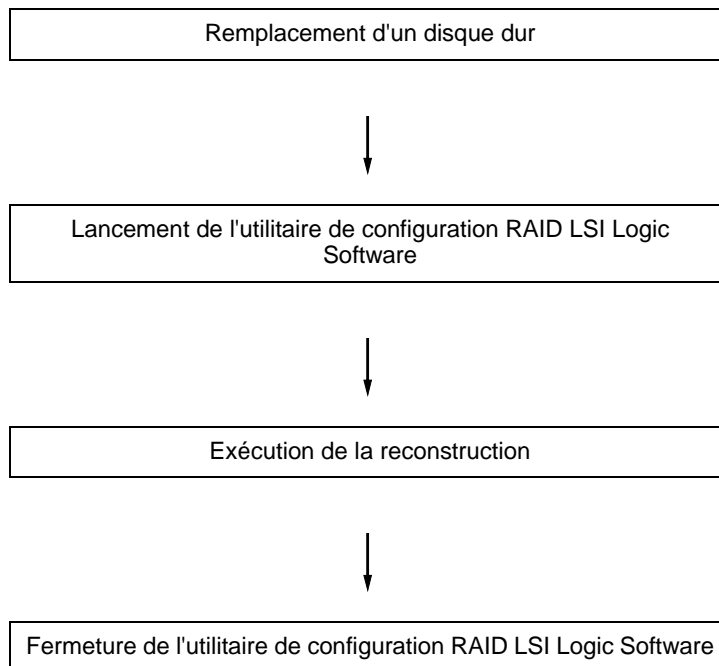 Remplacement d'un disque dur
Lancement de l'utilitaire de configuration RAID LSI Logic
Software
Exécution de la reconstruction
Fermeture de l'utilitaire de configuration RAID LSI Logic Software